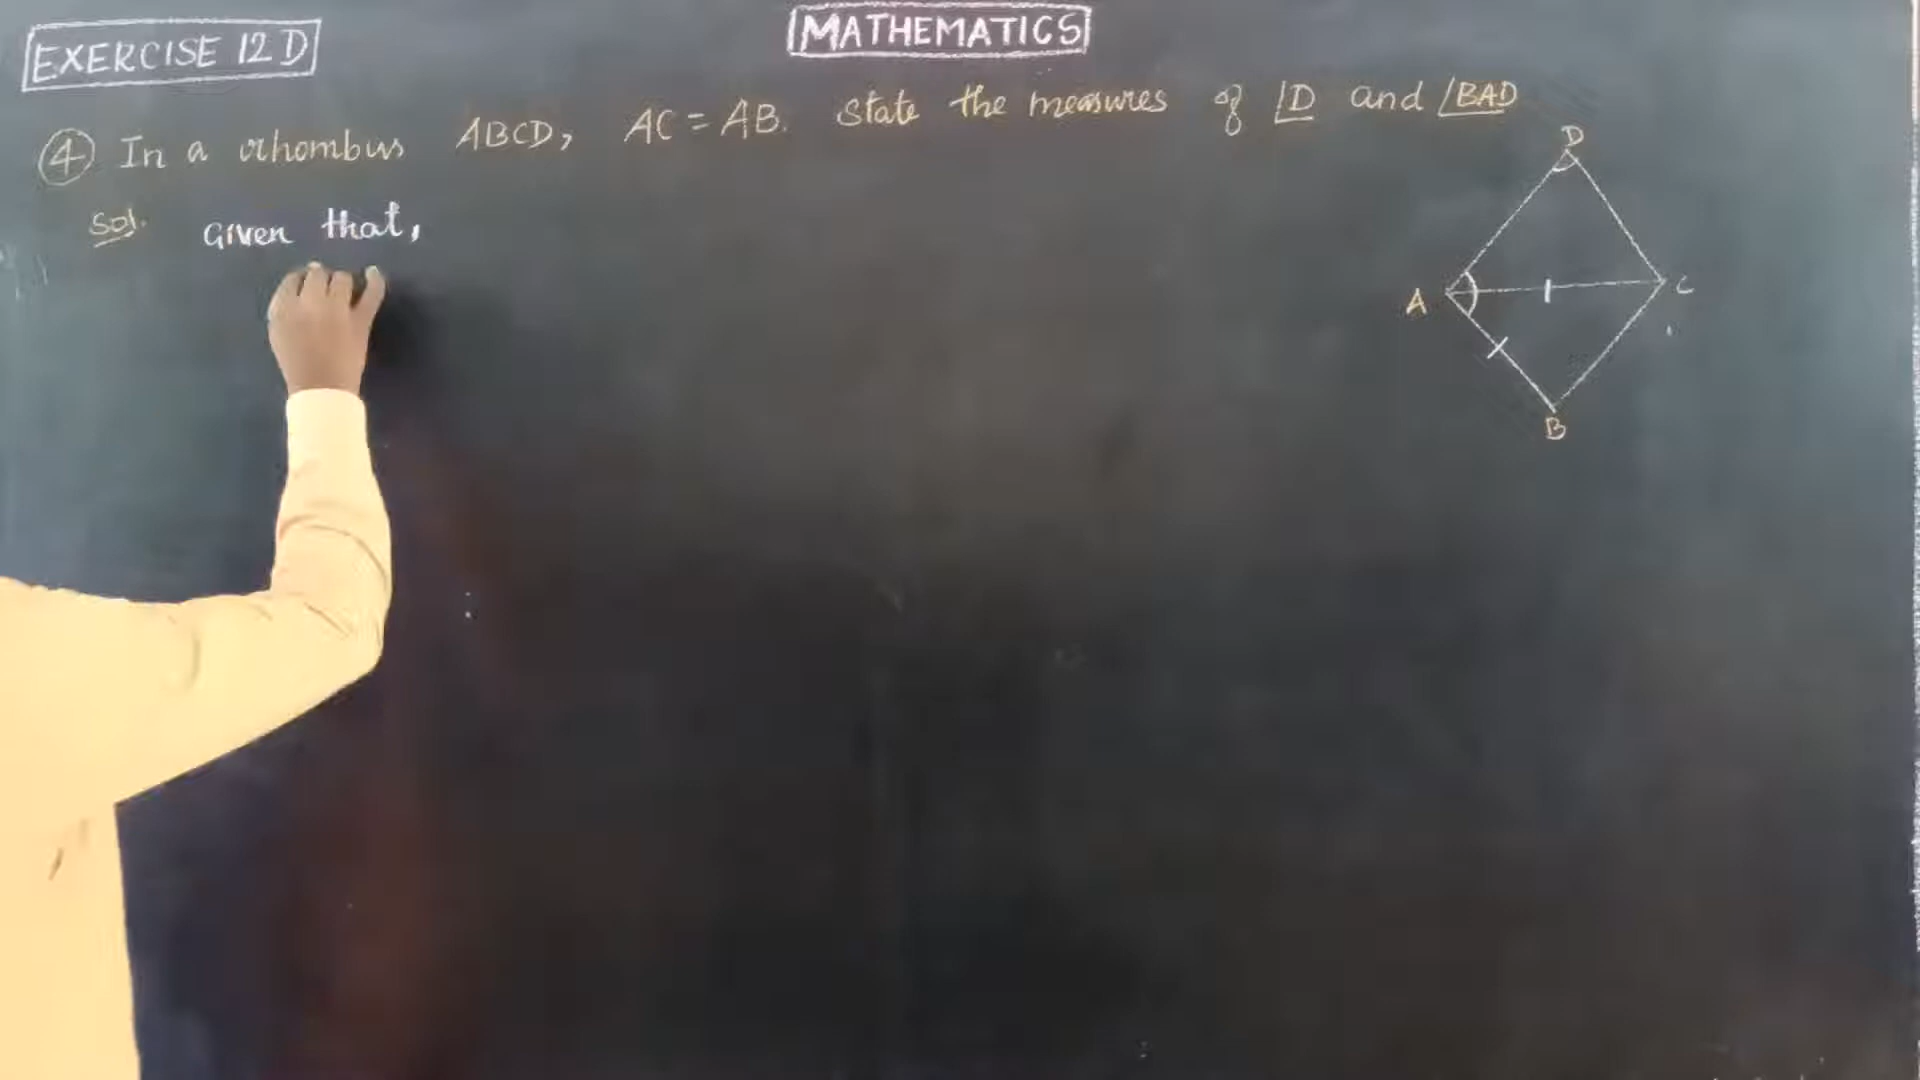 EXERCISE 12 D
MATHEMATICS
④ In a rhombus ABCD, AC = AB. State the measures of ∠D and ∠BAD
Sol. Given that,
D
A
C
B